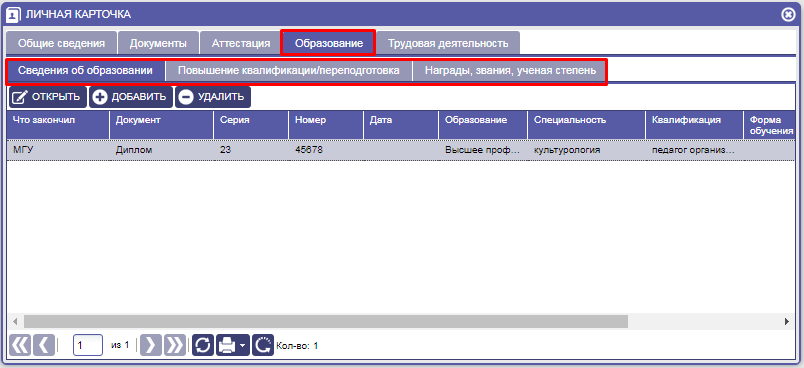 ЛИЧНАЯ КАРТОЧКА
Общие сведения Документы Аттестация Образование Трудовая деятельность
Сведения об образовании Повышение квалификации/переподготовка Награды, звания, ученая степень
ОТКРЫТЬ ДОБАВИТЬ УДАЛИТЬ
Что закончил Документ Серия Номер Дата Образование Специальность Квалификация Форма обучения
МГУ Диплом 23 45678 Высшее проф... культурология педагог организ...
1 из 1 Кол-во: 1